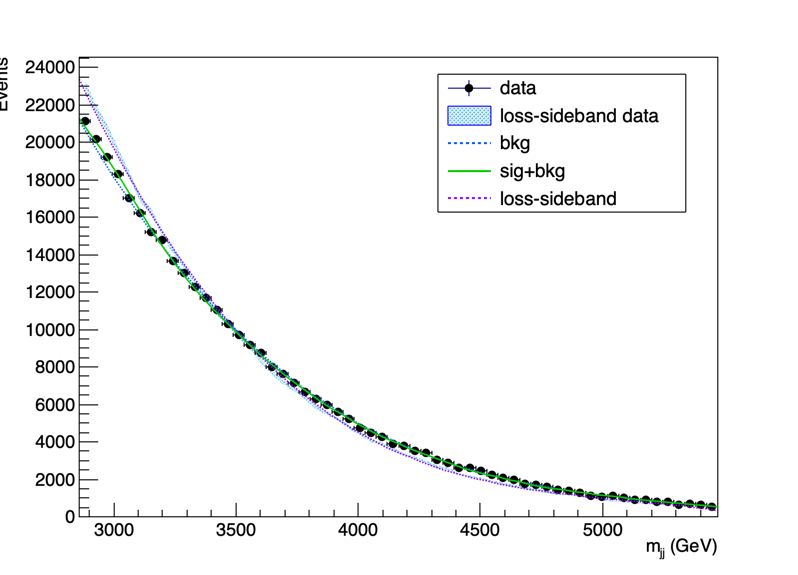 Events
24000
22000
20000
18000
16000
14000
12000
10000
8000
6000
4000
2000
0
data
loss-sideband data
bkg
sig+bkg
loss-sideband
3000 3500 4000 4500 5000
mjj (GeV)